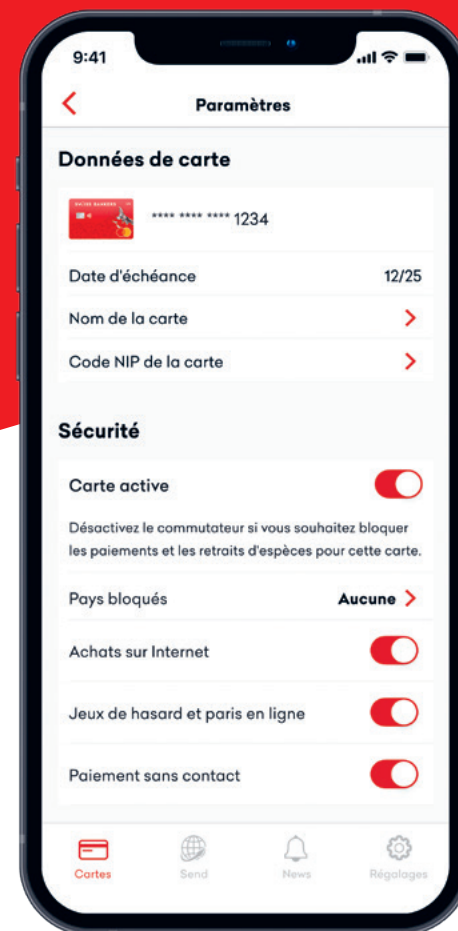 9:41
Paramètres
Données de carte
**** **** **** 1234
Date d'échéance 12/25
Nom de la carte
Code NIP de la carte
Sécurité
Carte active
Désactivez le commutateur si vous souhaitez bloquer
les paiements et les retraits d'espèces pour cette carte.
Pays bloqués Aucune
Achats sur Internet
Jeux de hasard et paris en ligne
Paiement sans contact
Cartes Send News Régalages